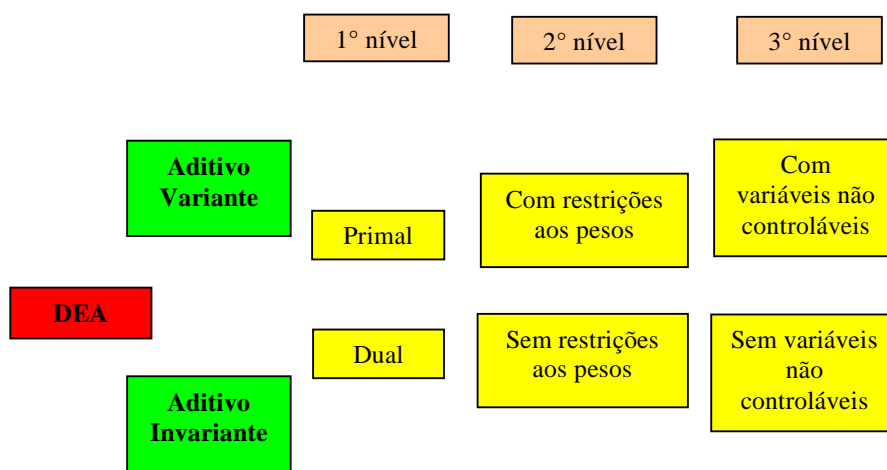 1° nível
2° nível
3° nível
Aditivo
Variante
Com
variáveis não
controláveis
Com restrições
aos pesos
Primal
DEA
Dual
Sem restrições
aos pesos
Sem variáveis
não
controláveis
Aditivo
Invariante